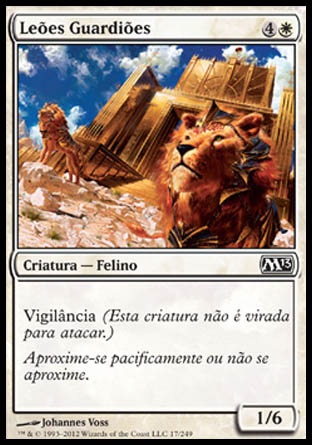 Leões Guardiões 4
Criatura — Felino M13
Vigilância (Esta criatura não é virada
para atacar.)
Aproxime-se pacificamente ou não se
aproxime.
Johannes Voss
™ & © 1993–2012 Wizards of the Coast LLC 17/249
1/6